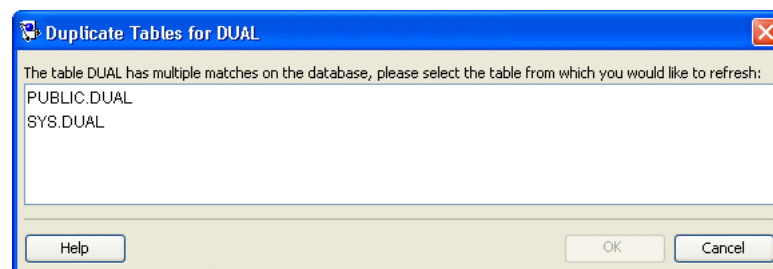 Duplicate Tables for DUAL
The table DUAL has multiple matches on the database, please select the table from which you would like to refresh:
PUBLIC.DUAL
SYS.DUAL
Help
OK
Cancel